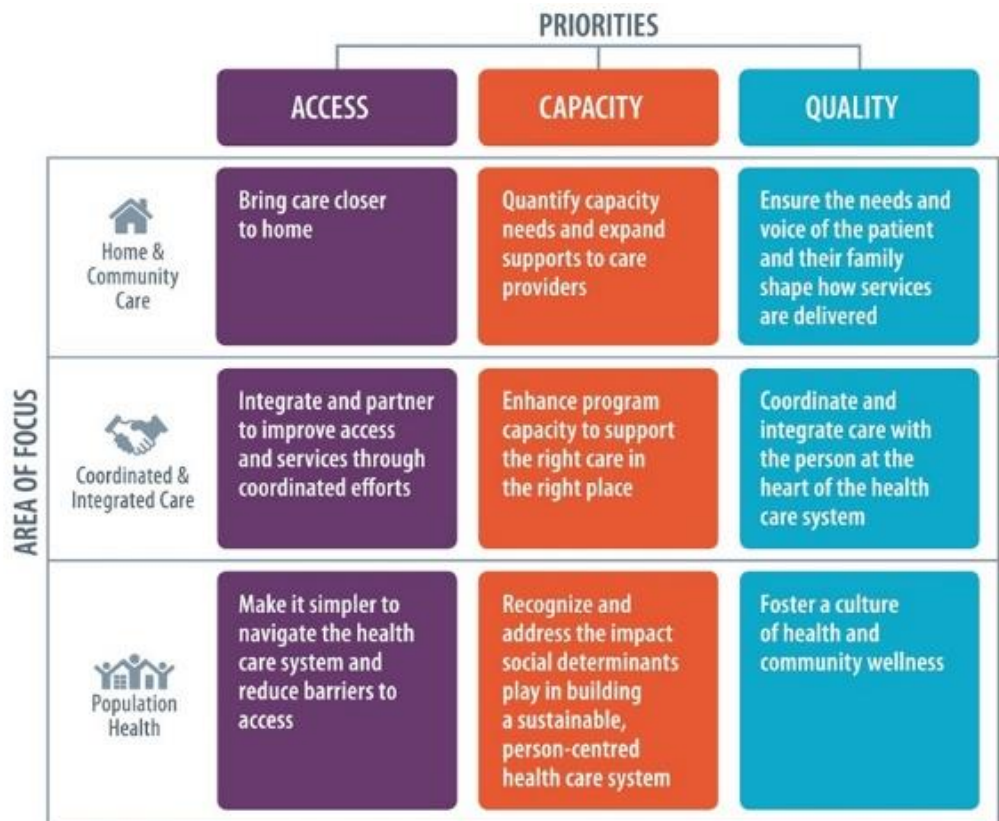 PRIORITIES
ACCESS
CAPACITY
QUALITY
AREA OF FOCUS
Home &
Community
Care
Bring care closer
to home
Quantify capacity
needs and expand
supports to care
providers
Ensure the needs and
voice of the patient
and their family
shape how services
are delivered
Coordinated &
Integrated Care
Integrate and partner
to improve access
and services through
coordinated efforts
Enhance program
capacity to support
the right care in
the right place
Coordinate and
integrate care with
the person at the
heart of the health
care system
Population
Health
Make it simpler to
navigate the health
care system and
reduce barriers to
access
Recognize and
address the impact
social determinants
play in building
a sustainable,
person-centred
health care system
Foster a culture
of health and
community wellness